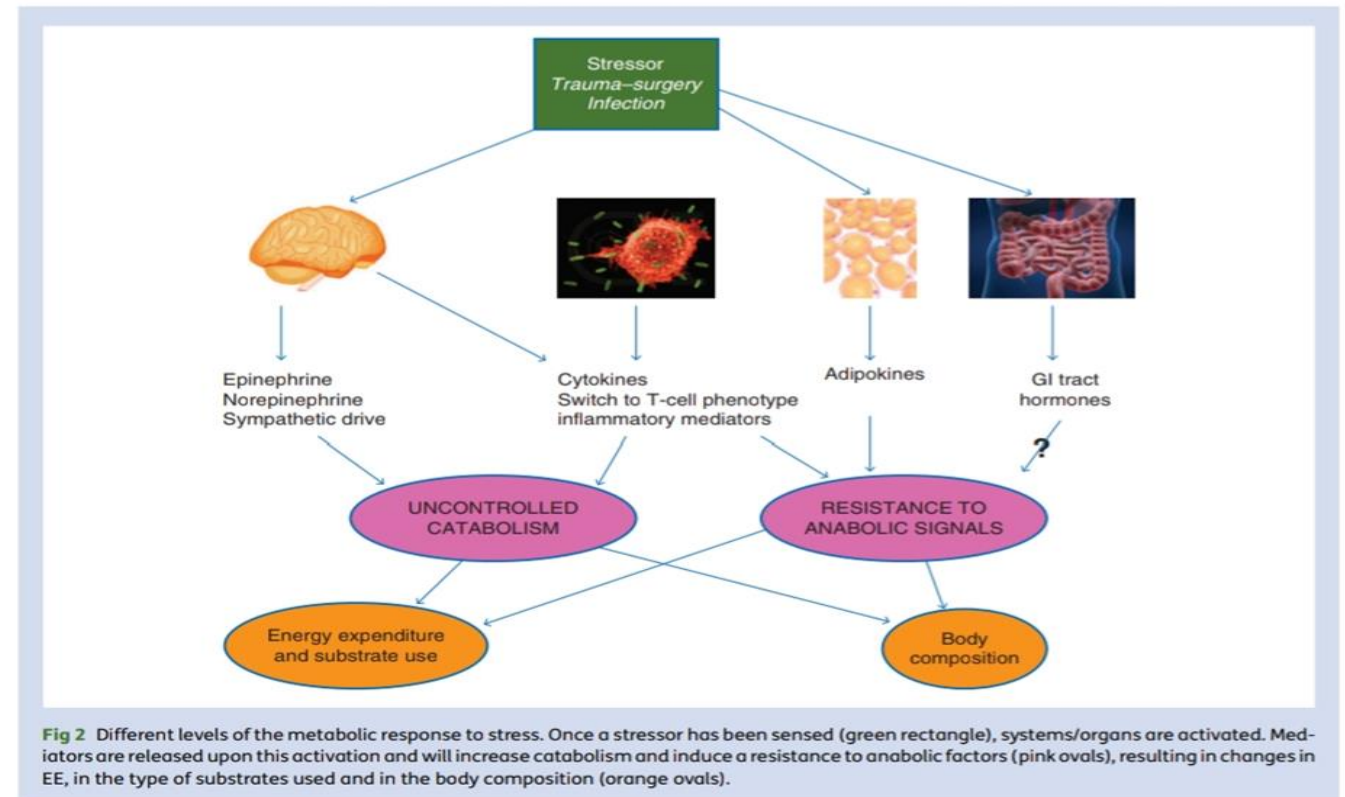 Stressor
Trauma–surgery
Infection
Epinephrine
Norepinephrine
Sympathetic drive
Cytokines
Switch to T-cell phenotype
inflammatory mediators
Adipokines
GI tract
hormones
?
UNCONTROLLED
CATABOLISM
RESISTANCE TO
ANABOLIC SIGNALS
Energy expenditure
and substrate use
Body
composition
Fig 2 Different levels of the metabolic response to stress. Once a stressor has been sensed (green rectangle), systems/organs are activated. Med-
iators are released upon this activation and will increase catabolism and induce a resistance to anabolic factors (pink ovals), resulting in changes in
EE, in the type of substrates used and in the body composition (orange ovals).